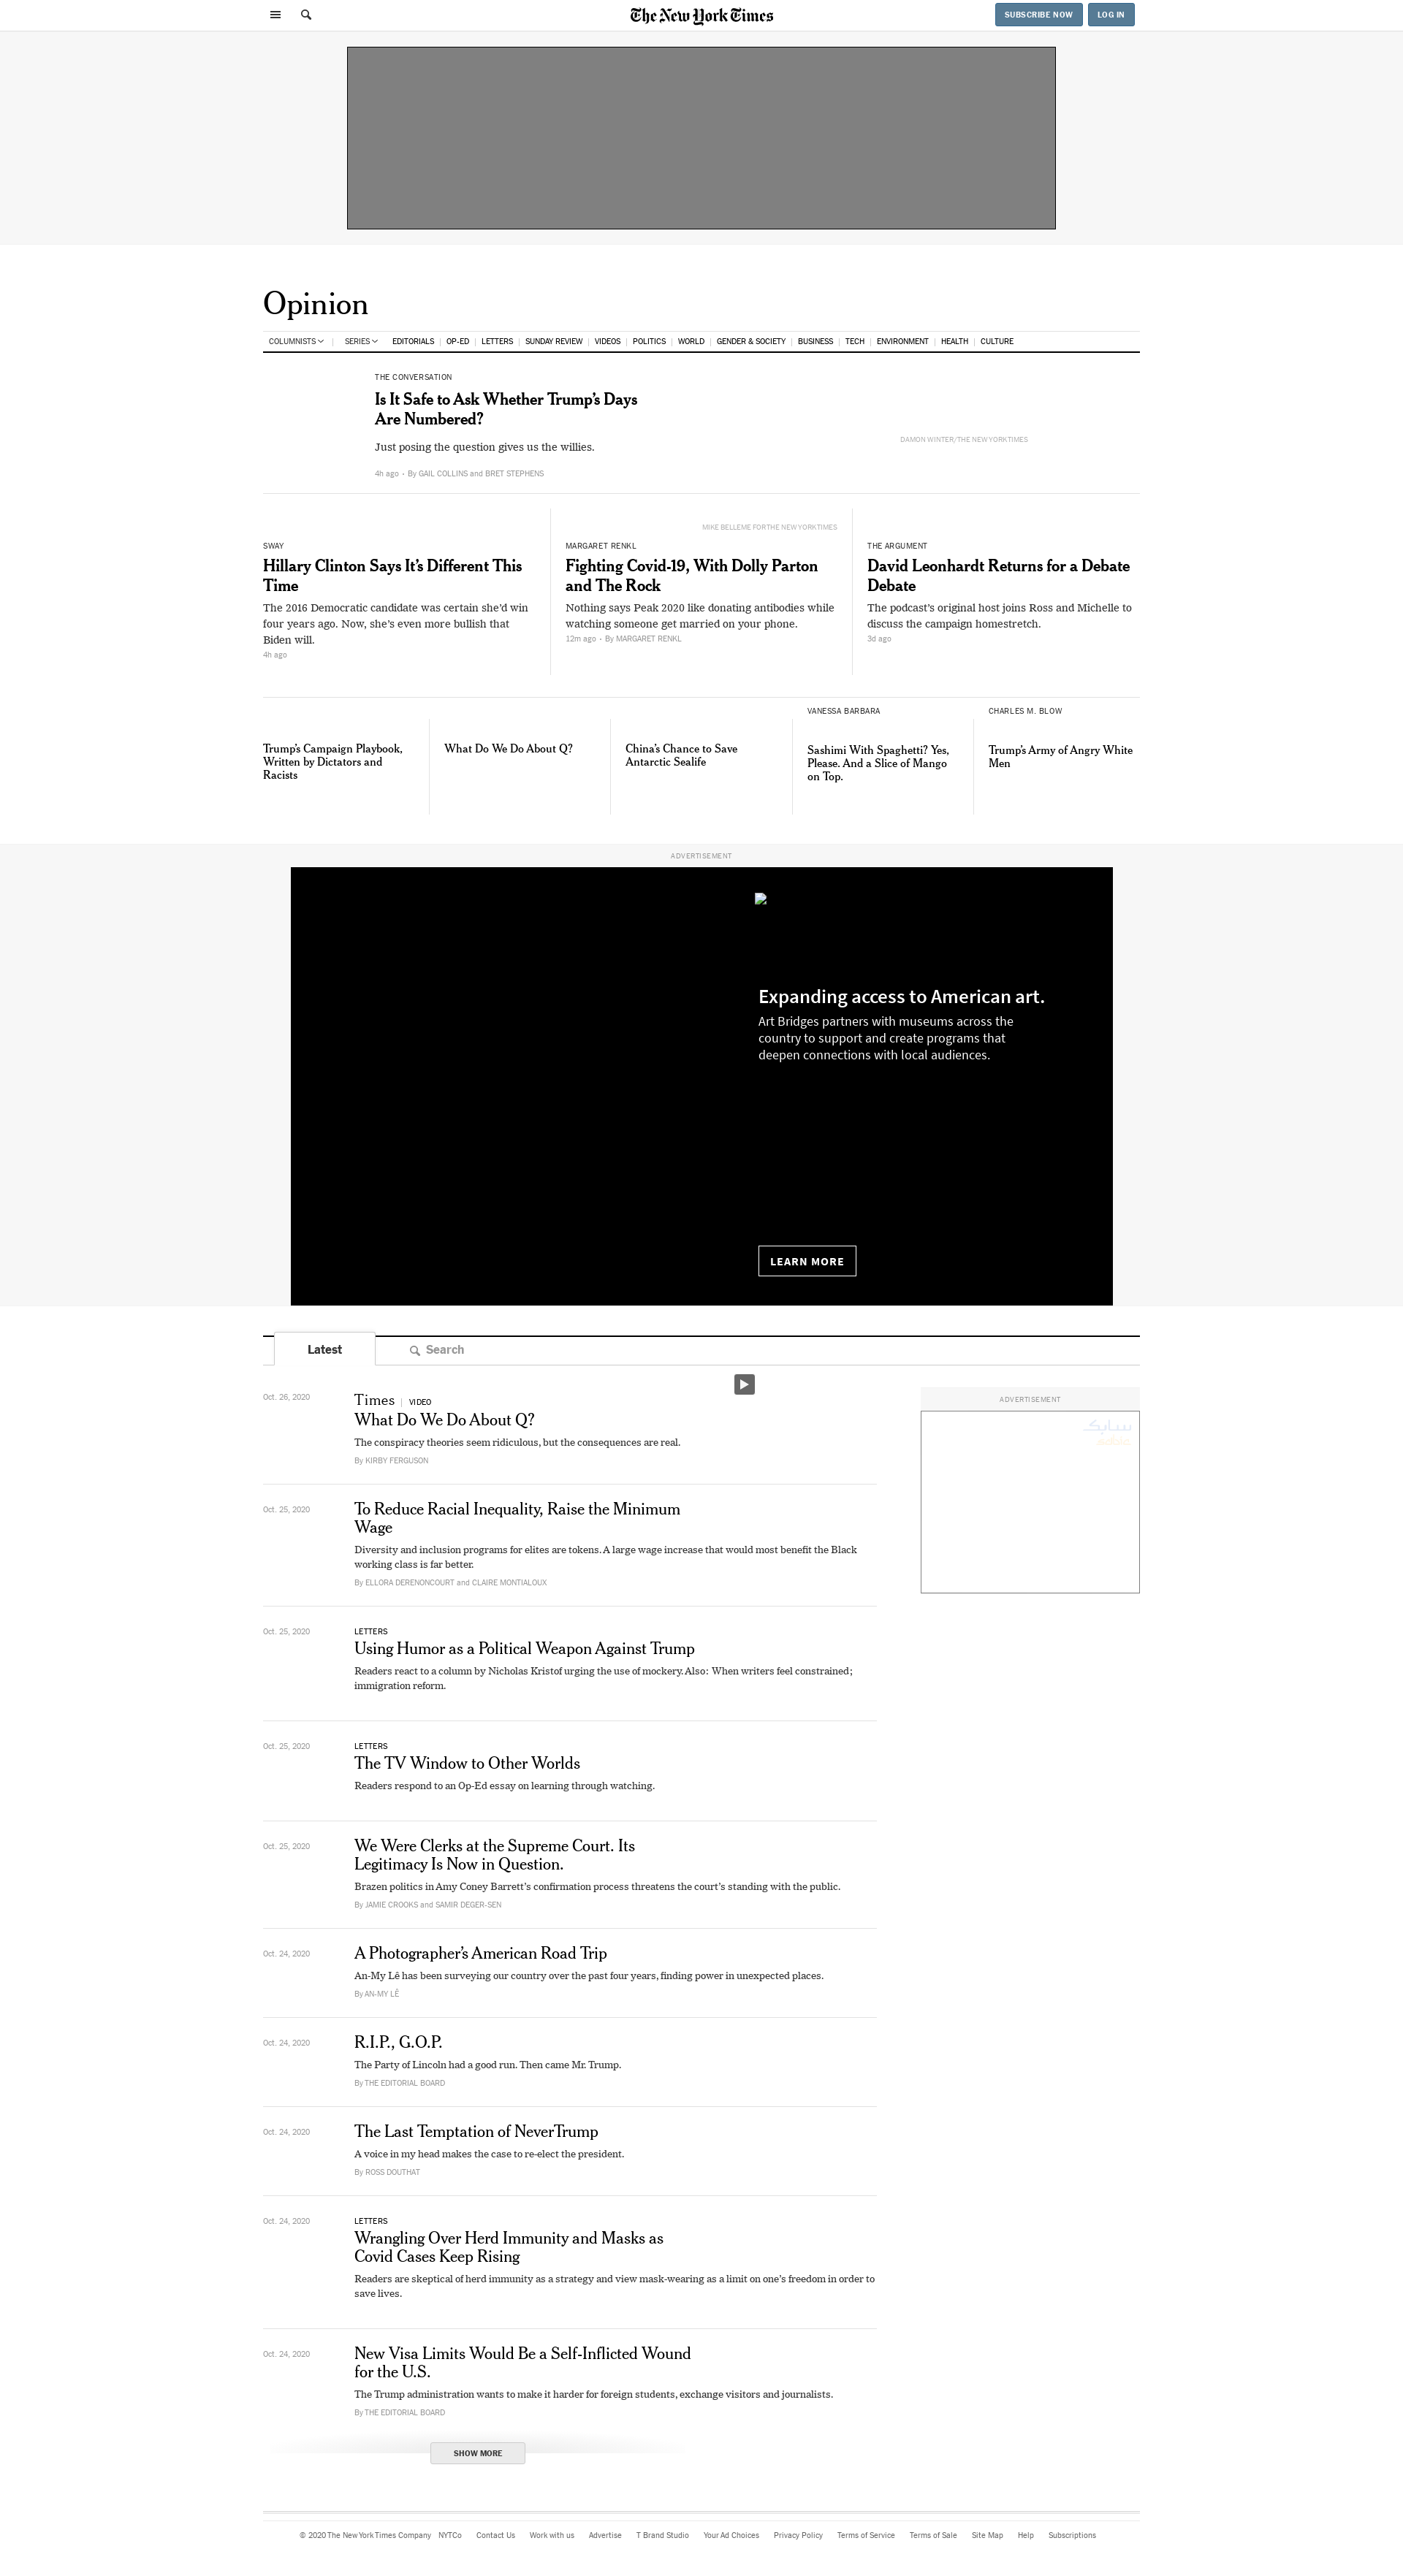 The New York Times
SUBSCRIBE NOW
LOG IN
Opinion
COLUMNISTS
SERIES
EDITORIALS
OP-ED
LETTERS
SUNDAY REVIEW
VIDEOS
POLITICS
WORLD
GENDER & SOCIETY
BUSINESS
TECH
ENVIRONMENT
HEALTH
CULTURE
THE CONVERSATION
Is It Safe to Ask Whether Trump’s Days
Are Numbered?
Just posing the question gives us the willies.
4h ago • By GAIL COLLINS and BRET STEPHENS
DAMON WINTER/THE NEW YORK TIMES
SWAY
Hillary Clinton Says It’s Different This
Time
The 2016 Democratic candidate was certain she’d win
four years ago. Now, she’s even more bullish that
Biden will.
4h ago
MIKE BELLEME FOR THE NEW YORK TIMES
MARGARET RENKL
Fighting Covid-19, With Dolly Parton
and The Rock
Nothing says Peak 2020 like donating antibodies while
watching someone get married on your phone.
12m ago • By MARGARET RENKL
THE ARGUMENT
David Leonhardt Returns for a Debate
Debate
The podcast’s original host joins Ross and Michelle to
discuss the campaign homestretch.
3d ago
Trump’s Campaign Playbook,
Written by Dictators and
Racists
What Do We Do About Q?
China’s Chance to Save
Antarctic Sealife
VANESSA BARBARA
Sashimi With Spaghetti? Yes,
Please. And a Slice of Mango
on Top.
CHARLES M. BLOW
Trump’s Army of Angry White
Men
ADVERTISEMENT
Expanding access to American art.
Art Bridges partners with museums across the
country to support and create programs that
deepen connections with local audiences.
LEARN MORE
Latest
Search
Oct. 26, 2020
Times | VIDEO
What Do We Do About Q?
The conspiracy theories seem ridiculous, but the consequences are real.
By KIRBY FERGUSON
ADVERTISEMENT
سابك
Oct. 25, 2020
To Reduce Racial Inequality, Raise the Minimum
Wage
Diversity and inclusion programs for elites are tokens. A large wage increase that would most benefit the Black
working class is far better.
By ELLORA DERENONCOURT and CLAIRE MONTIALOUX
Oct. 25, 2020
LETTERS
Using Humor as a Political Weapon Against Trump
Readers react to a column by Nicholas Kristof urging the use of mockery. Also: When writers feel constrained;
immigration reform.
Oct. 25, 2020
LETTERS
The TV Window to Other Worlds
Readers respond to an Op-Ed essay on learning through watching.
Oct. 25, 2020
We Were Clerks at the Supreme Court. Its
Legitimacy Is Now in Question.
Brazen politics in Amy Coney Barrett’s confirmation process threatens the court’s standing with the public.
By JAMIE CROOKS and SAMIR DEGER-SEN
Oct. 24, 2020
A Photographer’s American Road Trip
An-My Lê has been surveying our country over the past four years, finding power in unexpected places.
By AN-MY LÊ
Oct. 24, 2020
R.I.P., G.O.P.
The Party of Lincoln had a good run. Then came Mr. Trump.
By THE EDITORIAL BOARD
Oct. 24, 2020
The Last Temptation of NeverTrump
A voice in my head makes the case to re-elect the president.
By ROSS DOUTHAT
Oct. 24, 2020
LETTERS
Wrangling Over Herd Immunity and Masks as
Covid Cases Keep Rising
Readers are skeptical of herd immunity as a strategy and view mask-wearing as a limit on one’s freedom in order to
save lives.
Oct. 24, 2020
New Visa Limits Would Be a Self-Inflicted Wound
for the U.S.
The Trump administration wants to make it harder for foreign students, exchange visitors and journalists.
By THE EDITORIAL BOARD
SHOW MORE
© 2020 The New York Times Company
NYTCo
Contact Us
Work with us
Advertise
T Brand Studio
Your Ad Choices
Privacy Policy
Terms of Service
Terms of Sale
Site Map
Help
Subscriptions